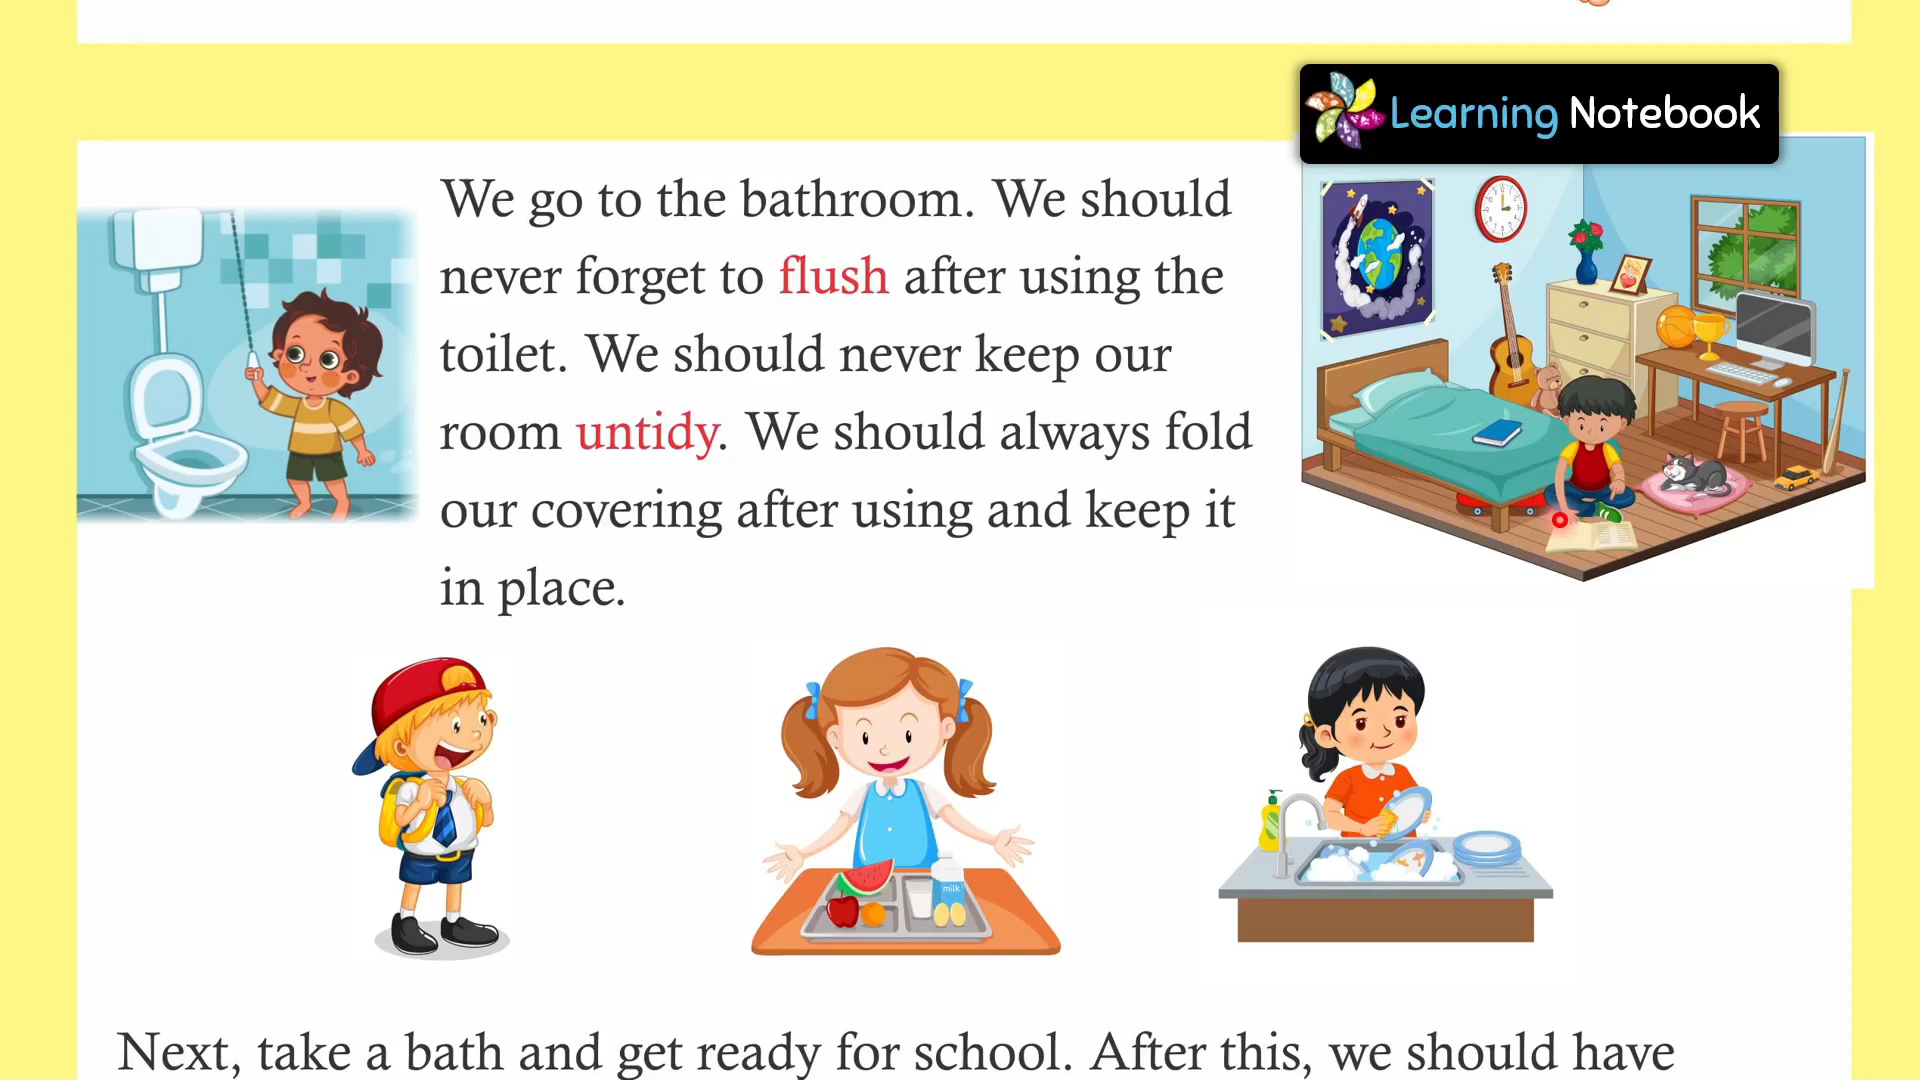 Learning Notebook
We go to the bathroom. We should
never forget to flush after using the
toilet. We should never keep our
room untidy. We should always fold
our covering after using and keep it
in place.
milk
Next, take a bath and get ready for school. After this, we should have